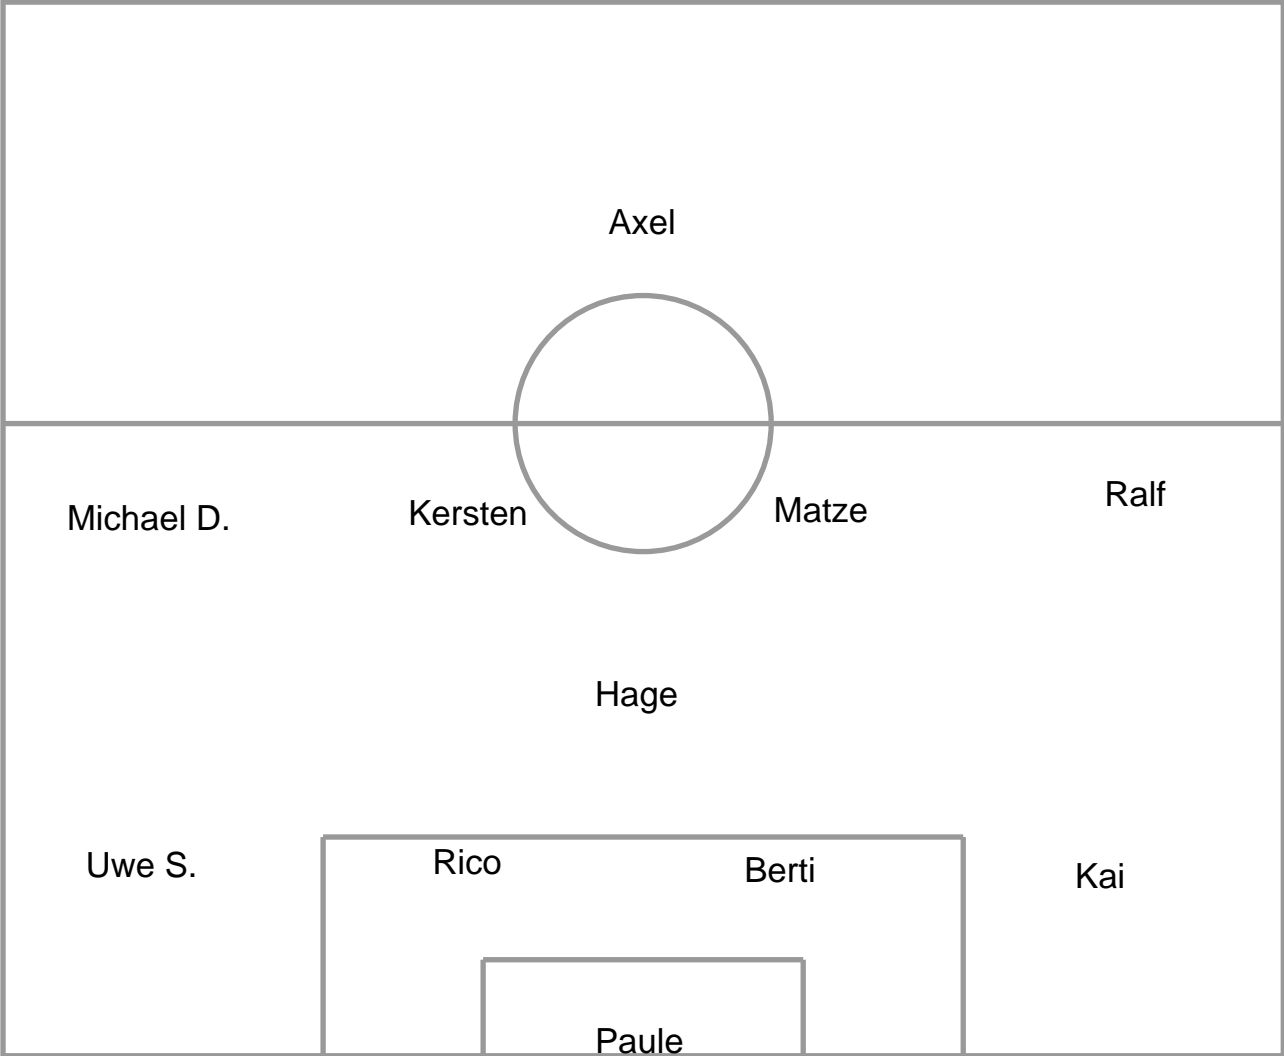 Axel
Michael D. Kersten Matze Ralf
Hage
Uwe S. Rico Berti Kai
Paule